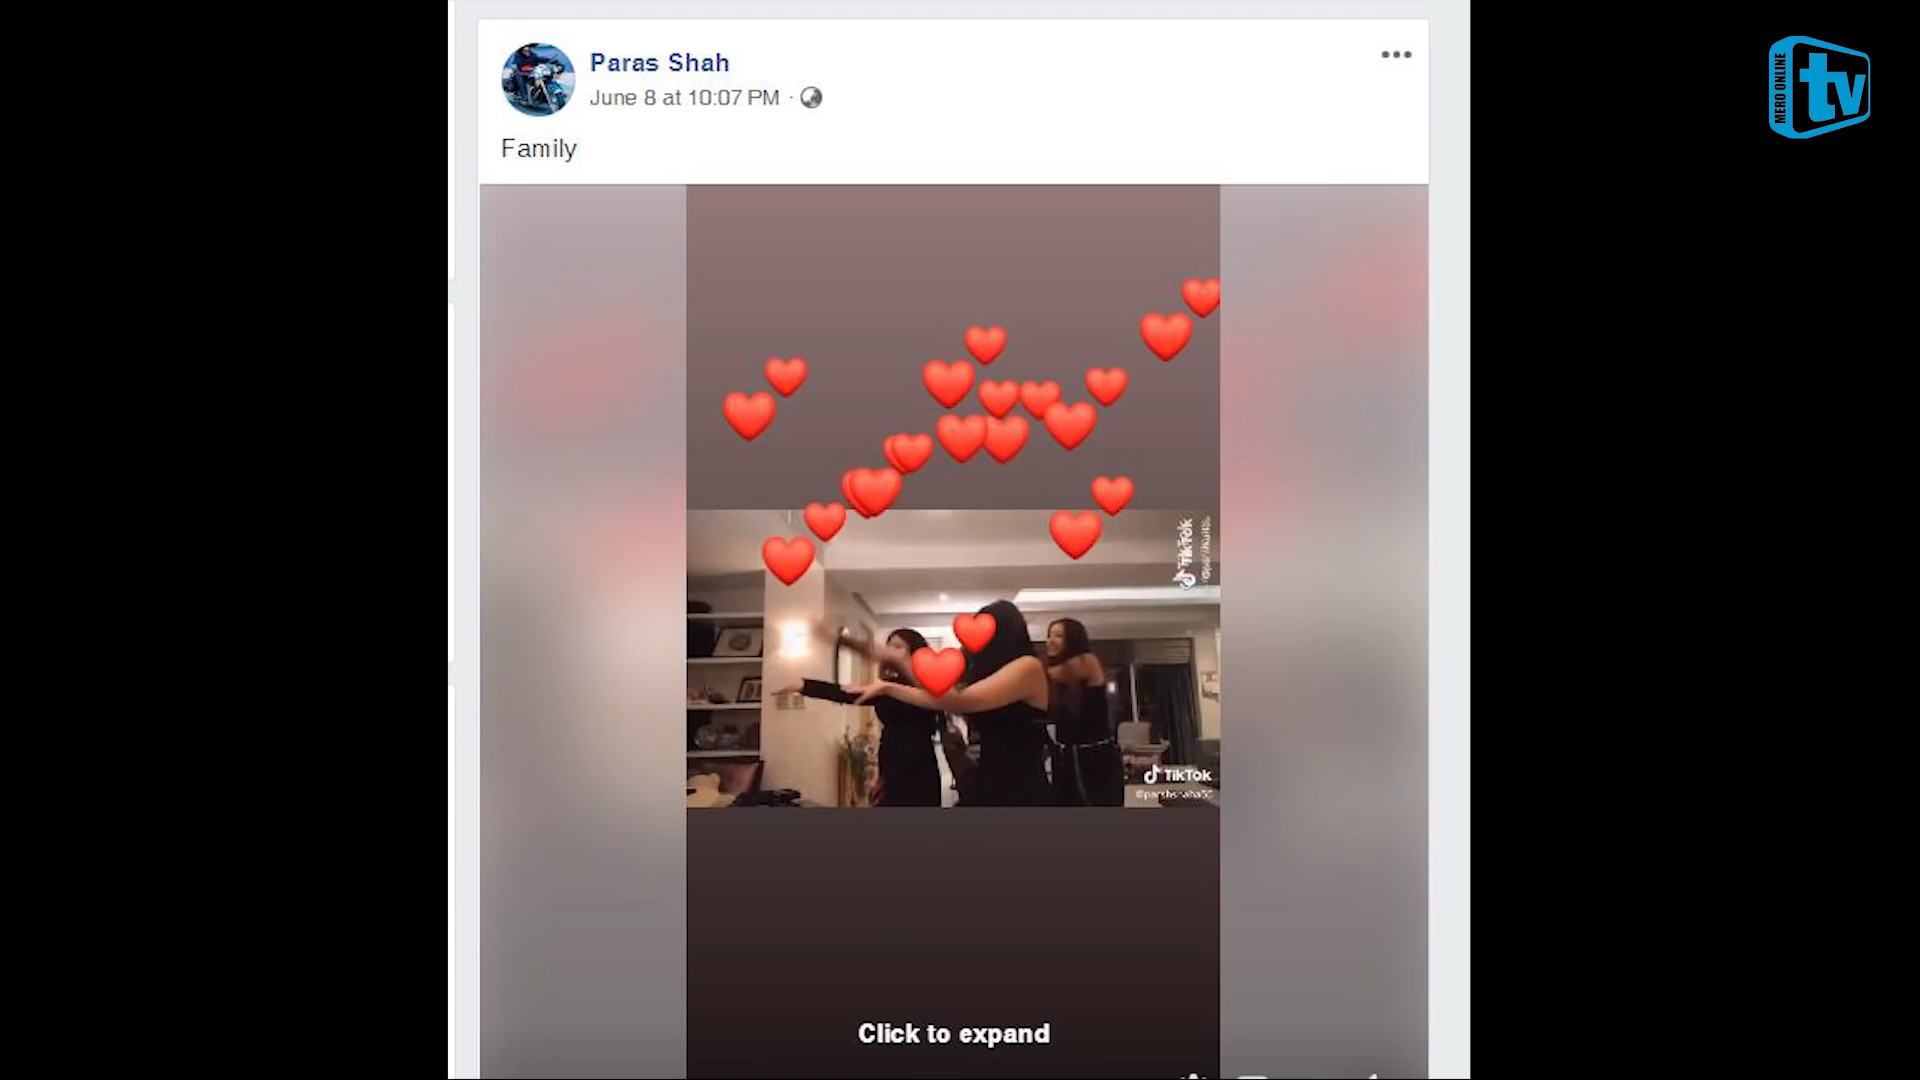 Paras Shah
June 8 at 10:07 PM ·
Family
MERO ONLINE
tv
TikTok
TikTok
Click to expand